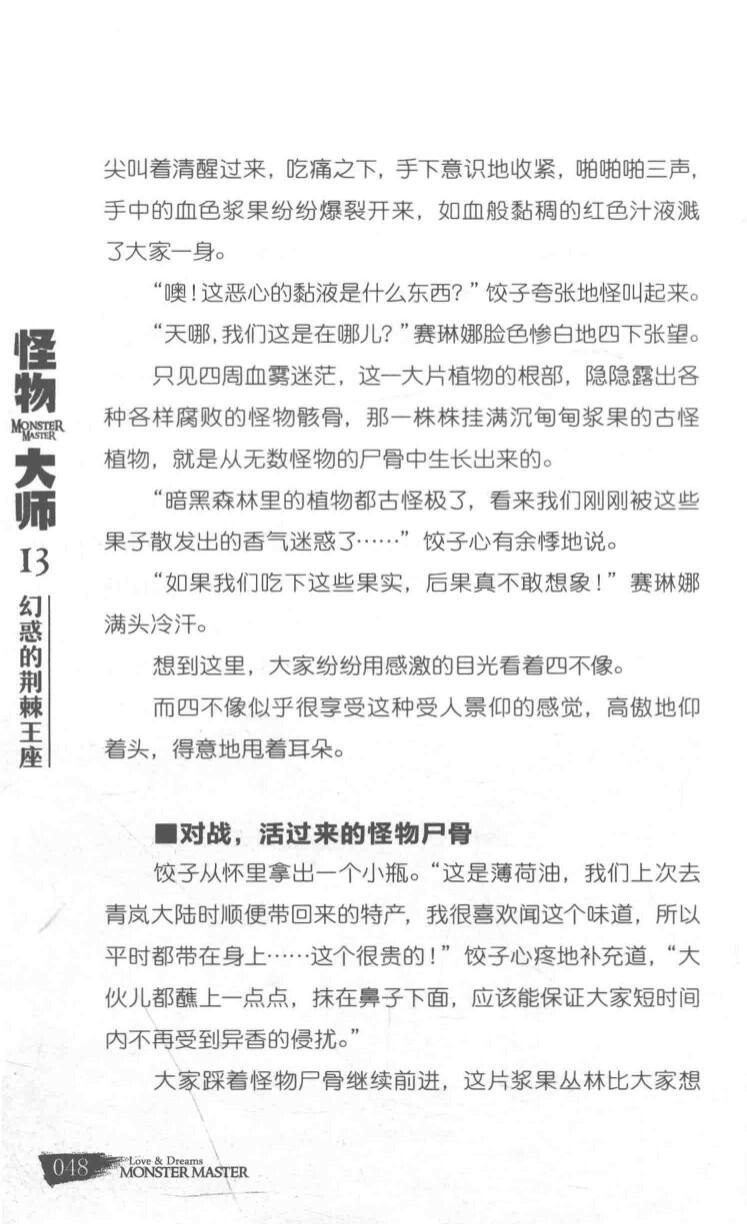 尖叫着清醒过来，吃痛之下，手下意识地收紧，啪啪啪三声，
手中的血色浆果纷纷爆裂开来，如血般黏稠的红色汁液溅
了大家一身。
“噢！这恶心的黏液是什么东西？”饺子夸张地怪叫起来。
“天哪，我们这是在哪儿？”赛琳娜脸色惨白地四下张望。
只见四周血雾迷茫，这一大片植物的根部，隐隐露出各
种各样腐败的怪物骸骨，那一株株挂满沉甸甸浆果的古怪
植物，就是从无数怪物的尸骨中生长出来的。
“暗黑森林里的植物都古怪极了，看来我们刚刚被这些
果子散发出的香气迷惑了……”饺子心有余悸地说。
“如果我们吃下这些果实，后果真不敢想象！”赛琳娜
满头冷汗。
想到这里，大家纷纷用感激的目光看着四不像。
而四不像似乎很享受这种受人景仰的感觉，高傲地仰
着头，得意地甩着耳朵。
■对战，活过来的怪物尸骨
饺子从怀里拿出一个小瓶。“这是薄荷油，我们上次去
青岚大陆时顺便带回来的特产，我很喜欢闻这个味道，所以
平时都带在身上……这个很贵的！”饺子心疼地补充道，“大
伙儿都蘸上一点点，抹在鼻子下面，应该能保证大家短时间
内不再受到异香的侵扰。”
大家踩着怪物尸骨继续前进，这片浆果丛林比大家想
怪物
MONSTER
MASTER
大师
13
幻惑的荆棘王座
048
Love & Dreams
MONSTER MASTER